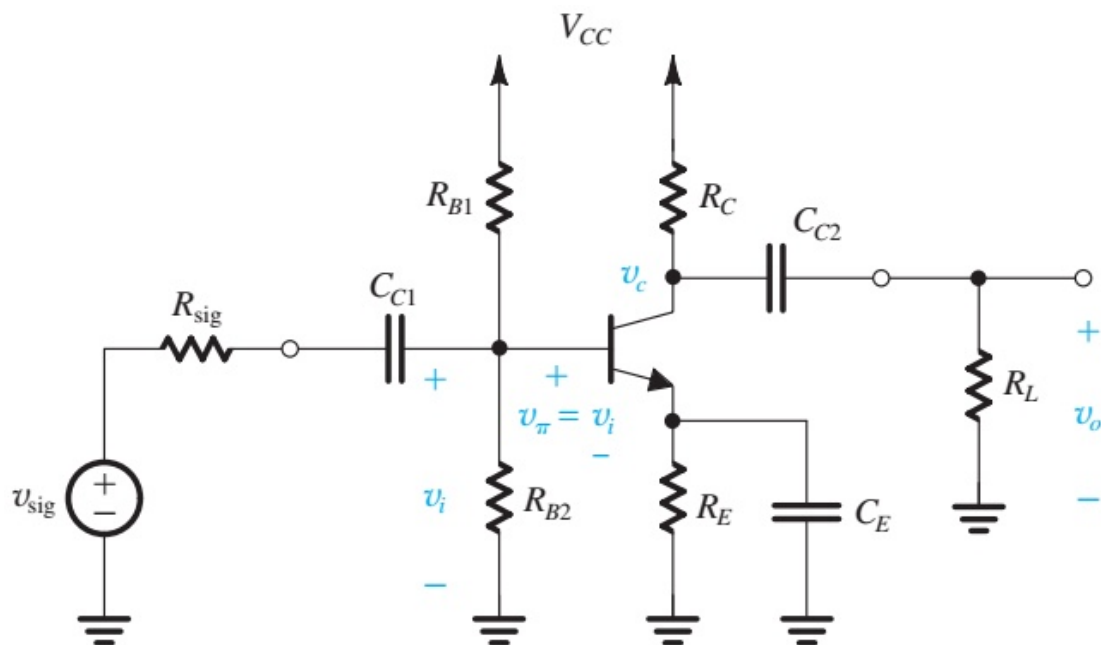 V_CC
R_B1
R_C
C_C2
v_c
C_C1
R_sig
+
+
+
R_L
v_π = v_i
v_o
−
+
−
v_sig
v_i
R_B2
R_E
C_E
−
−